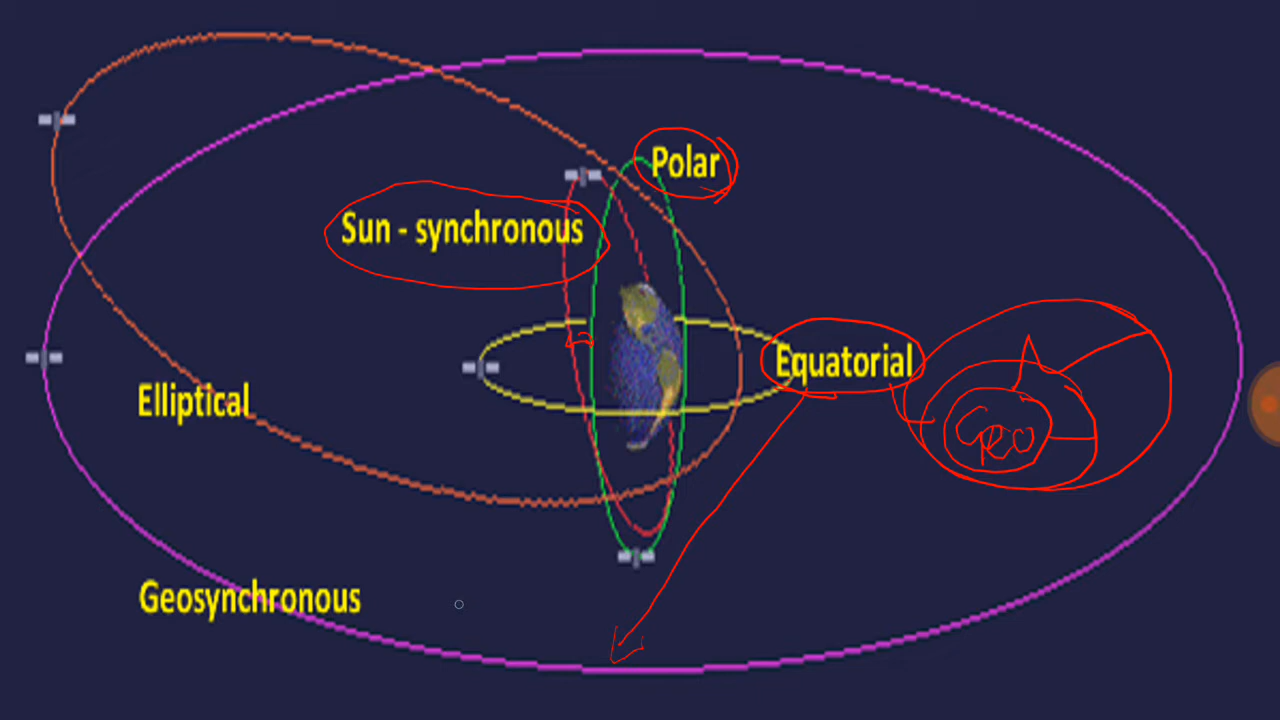 Polar
Sun - synchronous
Equatorial
Elliptical
Geo
Geosynchronous